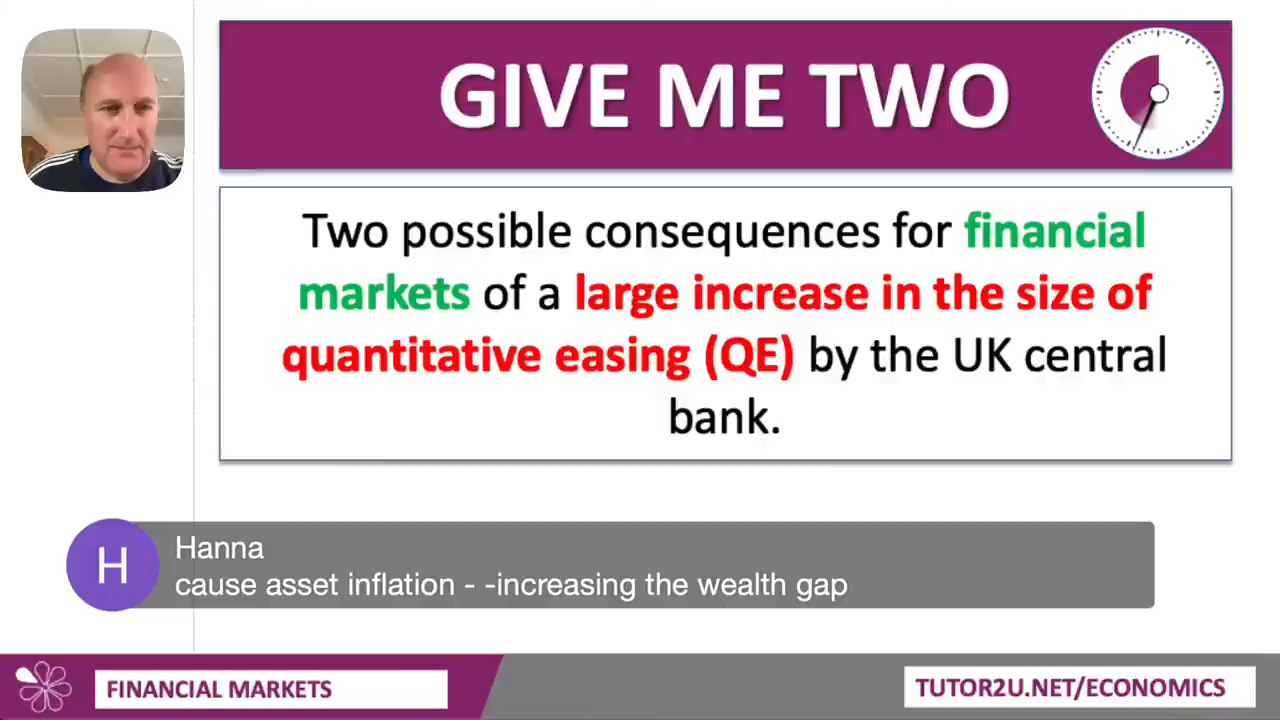 GIVE ME TWO
Two possible consequences for financial
markets of a large increase in the size of
quantitative easing (QE) by the UK central
bank.
H
Hanna
cause asset inflation - -increasing the wealth gap
FINANCIAL MARKETS
TUTOR2U.NET/ECONOMICS